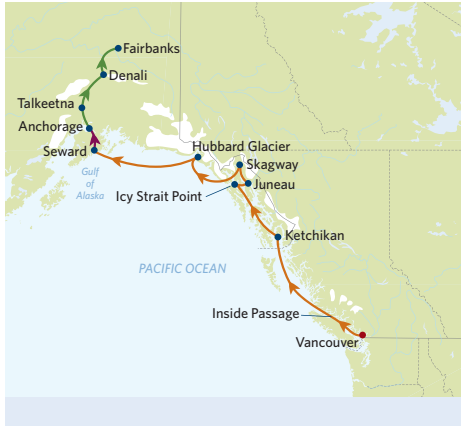 Fairbanks
Denali
Talkeetna
Anchorage
Hubbard Glacier
Seward
Skagway
Gulf
of
Alaska
Juneau
Icy Strait Point
Ketchikan
PACIFIC OCEAN
Inside Passage
Vancouver